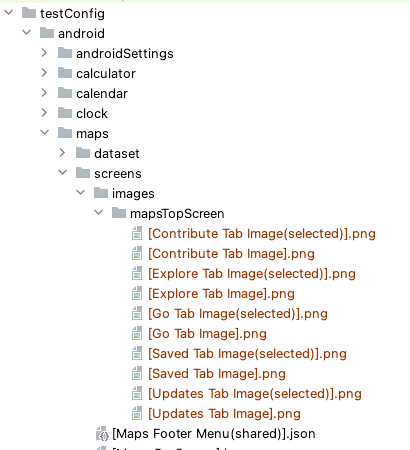 testConfig
android
androidSettings
calculator
calendar
clock
maps
dataset
screens
images
mapsTopScreen
[Contribute Tab Image(selected)].png
[Contribute Tab Image].png
[Explore Tab Image(selected)].png
[Explore Tab Image].png
[Go Tab Image(selected)].png
[Go Tab Image].png
[Saved Tab Image(selected)].png
[Saved Tab Image].png
[Updates Tab Image(selected)].png
[Updates Tab Image].png
[Maps Footer Menu(shared)].json